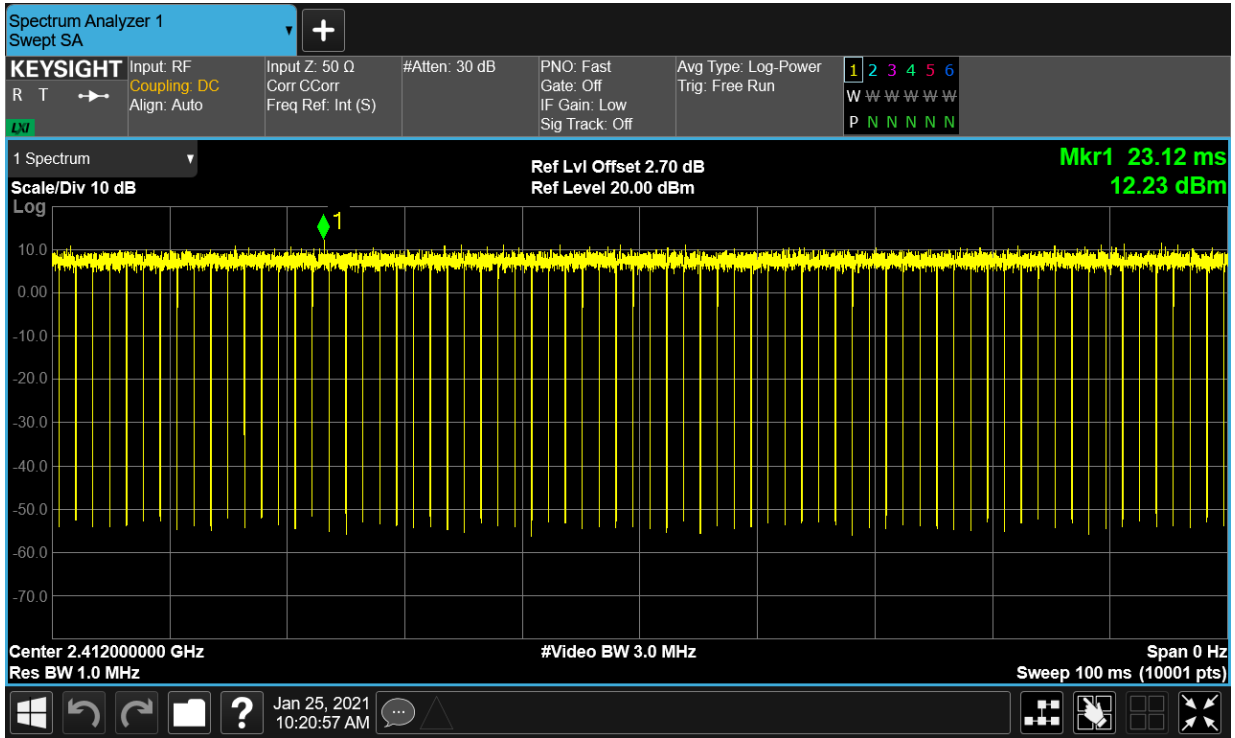 Spectrum Analyzer 1
Swept SA
+
KEYSIGHT
R T
LXI
Input: RF
Coupling: DC
Align: Auto
Input Z: 50 Ω
Corr CCorr
Freq Ref: Int (S)
#Atten: 30 dB
PNO: Fast
Gate: Off
IF Gain: Low
Sig Track: Off
Avg Type: Log-Power
Trig: Free Run
1 2 3 4 5 6
W W W W W W
P N N N N N
1 Spectrum
Scale/Div 10 dB
Log
Ref Lvl Offset 2.70 dB
Ref Level 20.00 dBm
Mkr1 23.12 ms
12.23 dBm
1
10.0
0.00
-10.0
-20.0
-30.0
-40.0
-50.0
-60.0
-70.0
Center 2.412000000 GHz
Res BW 1.0 MHz
#Video BW 3.0 MHz
Span 0 Hz
Sweep 100 ms (10001 pts)
?
Jan 25, 2021
10:20:57 AM